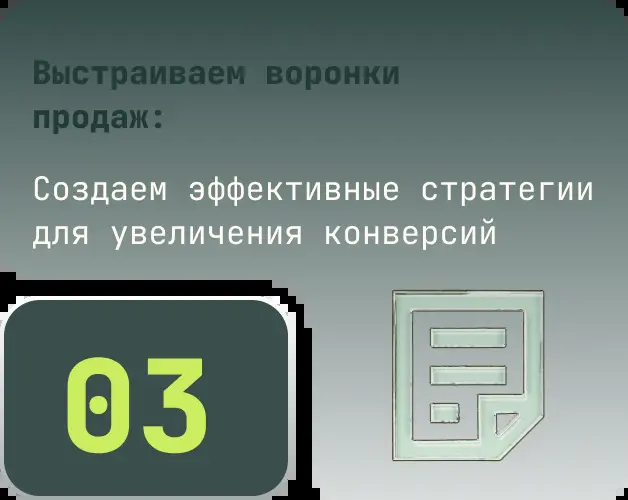 Выстраиваем воронки
продаж:
Создаем эффективные стратегии
для увеличения конверсий
03